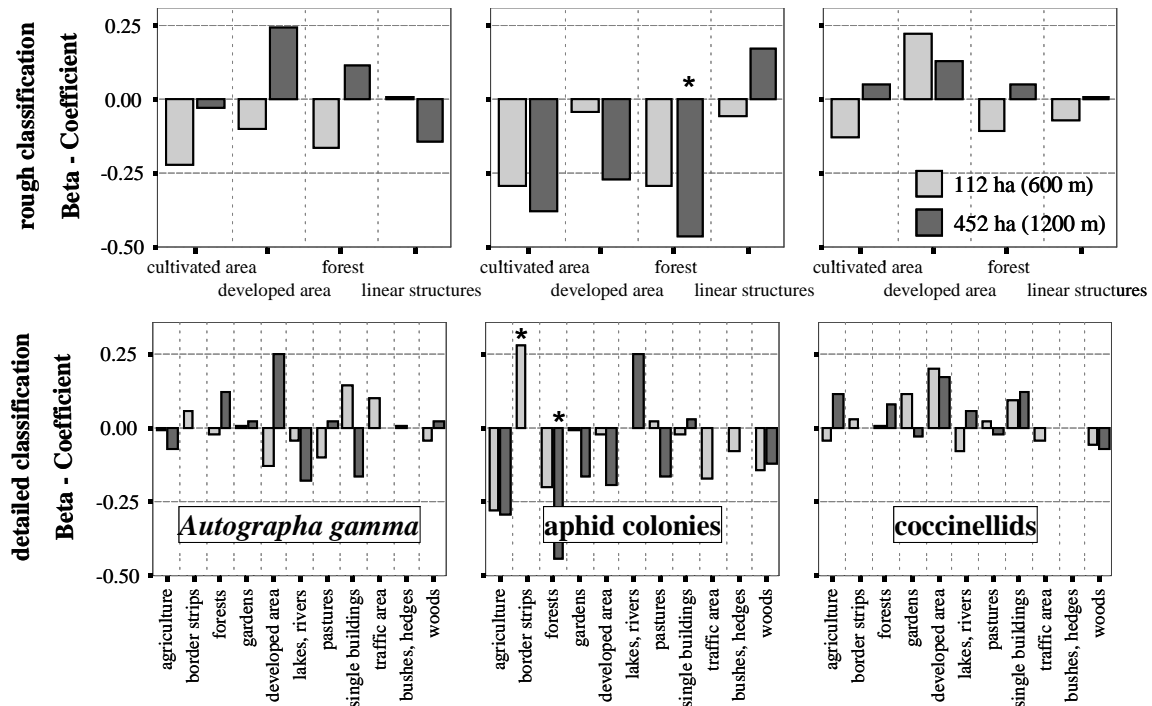 rough classification
Beta - Coefficient
0.25
0.00
-0.25
-0.50
cultivated area
developed area
forest
linear structures
*
cultivated area
developed area
forest
linear structures
112 ha (600 m)
452 ha (1200 m)
cultivated area
developed area
forest
linear structures
detailed classification
Beta - Coefficient
0.25
0.00
-0.25
-0.50
Autographa gamma
agriculture
border strips
forests
gardens
developed area
lakes, rivers
pastures
single buildings
traffic area
bushes, hedges
woods
*
*
aphid colonies
agriculture
border strips
forests
gardens
developed area
lakes, rivers
pastures
single buildings
traffic area
bushes, hedges
woods
coccinellids
agriculture
border strips
forests
gardens
developed area
lakes, rivers
pastures
single buildings
traffic area
bushes, hedges
woods